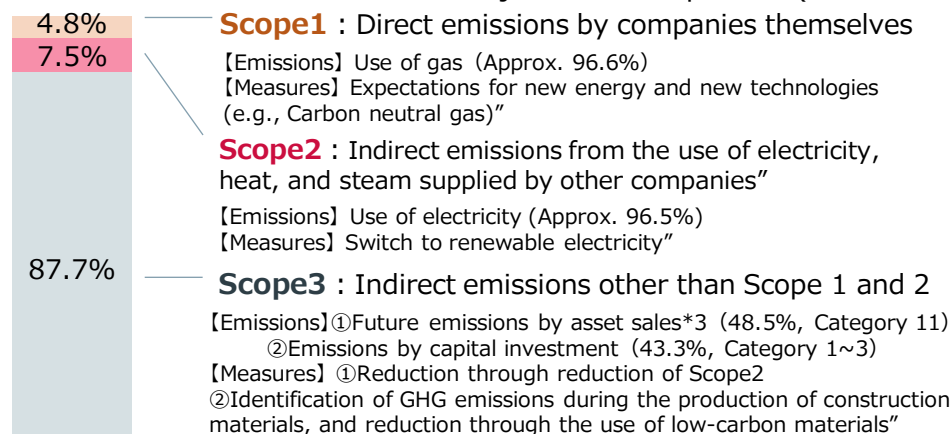 4.8%
Scope1 : Direct emissions by companies themselves
7.5%
【Emissions】 Use of gas (Approx. 96.6%)
【Measures】 Expectations for new energy and new technologies
(e.g., Carbon neutral gas)”
Scope2 : Indirect emissions from the use of electricity,
heat, and steam supplied by other companies”
【Emissions】 Use of electricity (Approx. 96.5%)
【Measures】 Switch to renewable electricity”
87.7%
Scope3 : Indirect emissions other than Scope 1 and 2
【Emissions】①Future emissions by asset sales*3 (48.5%, Category 11)
②Emissions by capital investment (43.3%, Category 1~3)
【Measures】 ①Reduction through reduction of Scope2
②Identification of GHG emissions during the production of construction
materials, and reduction through the use of low-carbon materials”